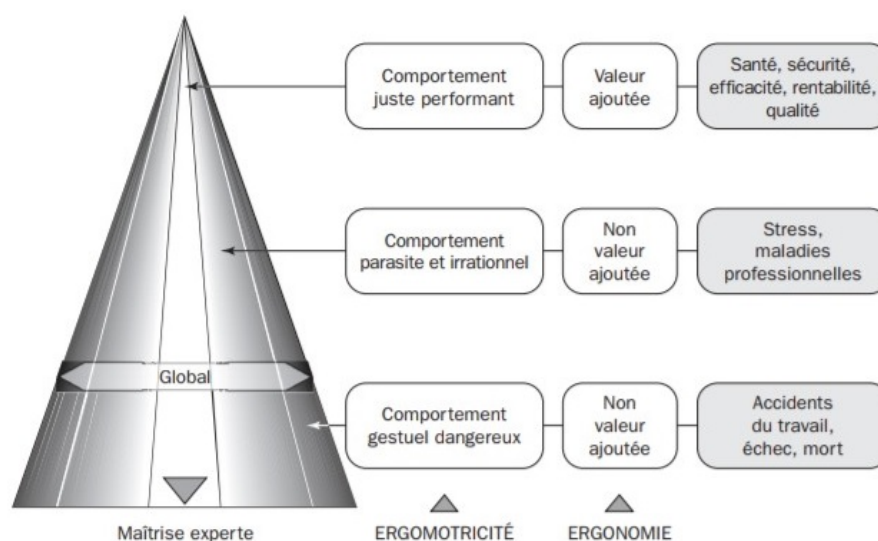 Comportement
juste performant
Valeur
ajoutée
Santé, sécurité,
efficacité, rentabilité,
qualité
Comportement
parasite et irrationnel
Non
valeur
ajoutée
Stress,
maladies
professionnelles
Global
Comportement
gestuel dangereux
Non
valeur
ajoutée
Accidents
du travail,
échec, mort
Maîtrise experte
ERGOMOTRICITÉ
ERGONOMIE